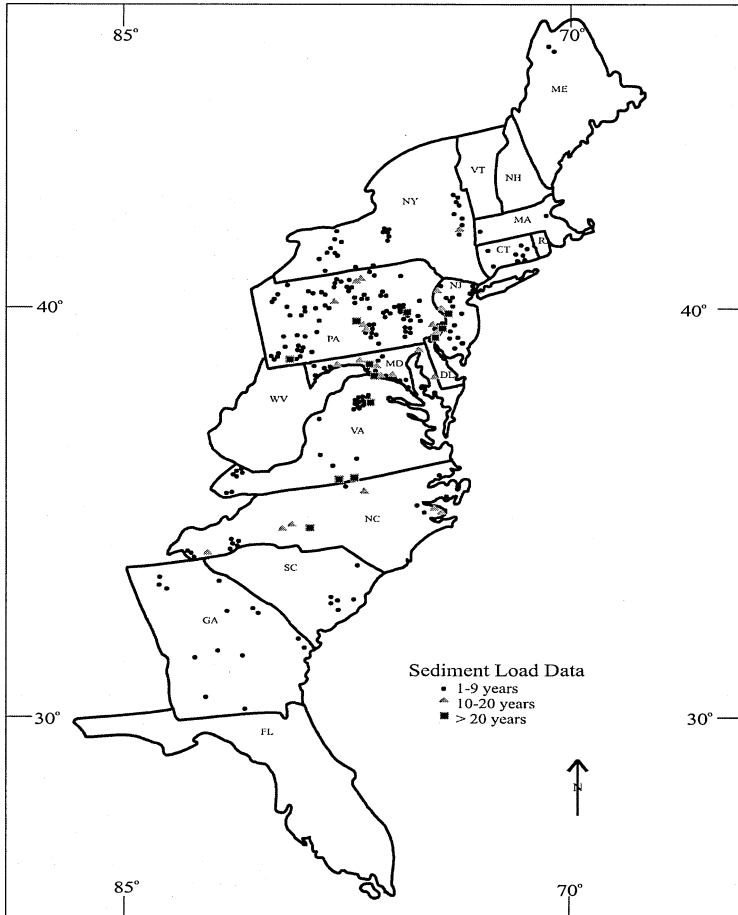 85° 70°
ME
VT
NH
NY
MA
CT
R
NJ
40° 40°
PA
MD
DL
WV
VA
NC
SC
GA
Sediment Load Data
1-9 years
10-20 years
> 20 years
30° 30°
FL
N
85° 70°